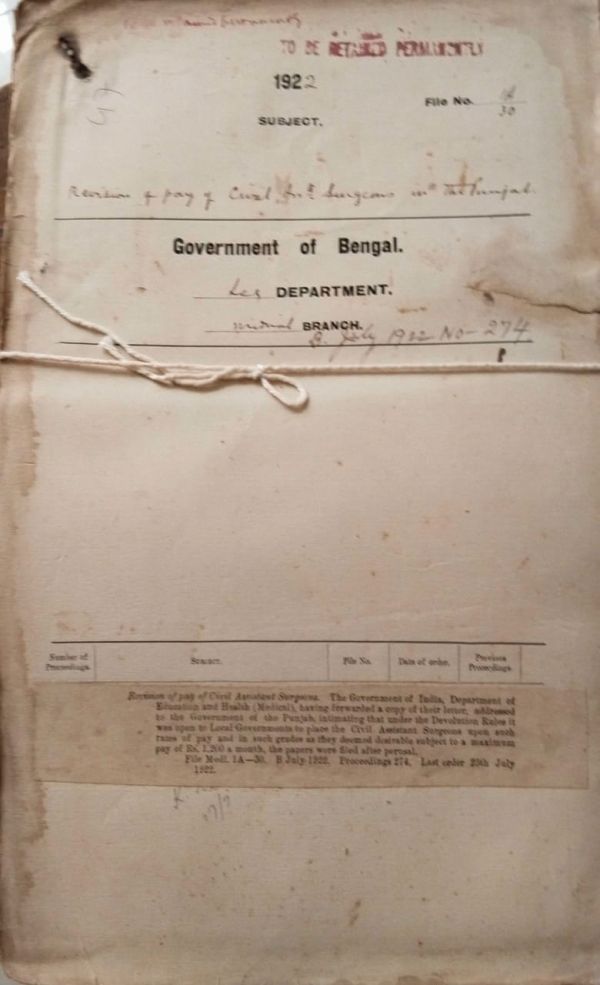 TO BE RETAINED PERMANENTLY
1922
File No. 1A/30
SUBJECT.
Revision of pay of Civil Asst Surgeons in the Punjab.
Government of Bengal.
DEPARTMENT.
Medical BRANCH.
B. July 1922 No- 274
Number of Proceedings.
SUBJECT.
File No.
Date of order.
Previous Proceedings.
Revision of pay of Civil Assistant Surgeons. The Government of India, Department of
Education and Health (Medical), having forwarded a copy of their letter, addressed
to the Government of the Punjab, intimating that under the Devolution Rules it
was open to Local Governments to place the Civil Assistant Surgeons upon such
rates of pay and in such grades as they deemed desirable subject to a maximum
pay of Rs. 1,200 a month, the papers were filed after perusal.
File Medl. 1A—30. B July 1922. Proceedings 274. Last order 25th July
1922.